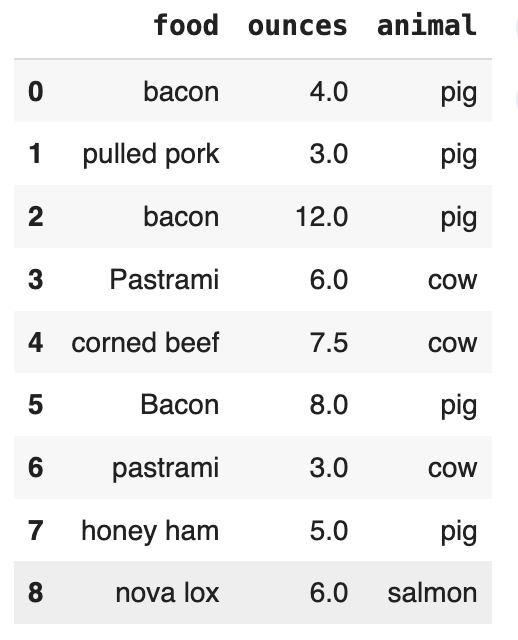 food ounces animal
0 bacon 4.0 pig
1 pulled pork 3.0 pig
2 bacon 12.0 pig
3 Pastrami 6.0 cow
4 corned beef 7.5 cow
5 Bacon 8.0 pig
6 pastrami 3.0 cow
7 honey ham 5.0 pig
8 nova lox 6.0 salmon